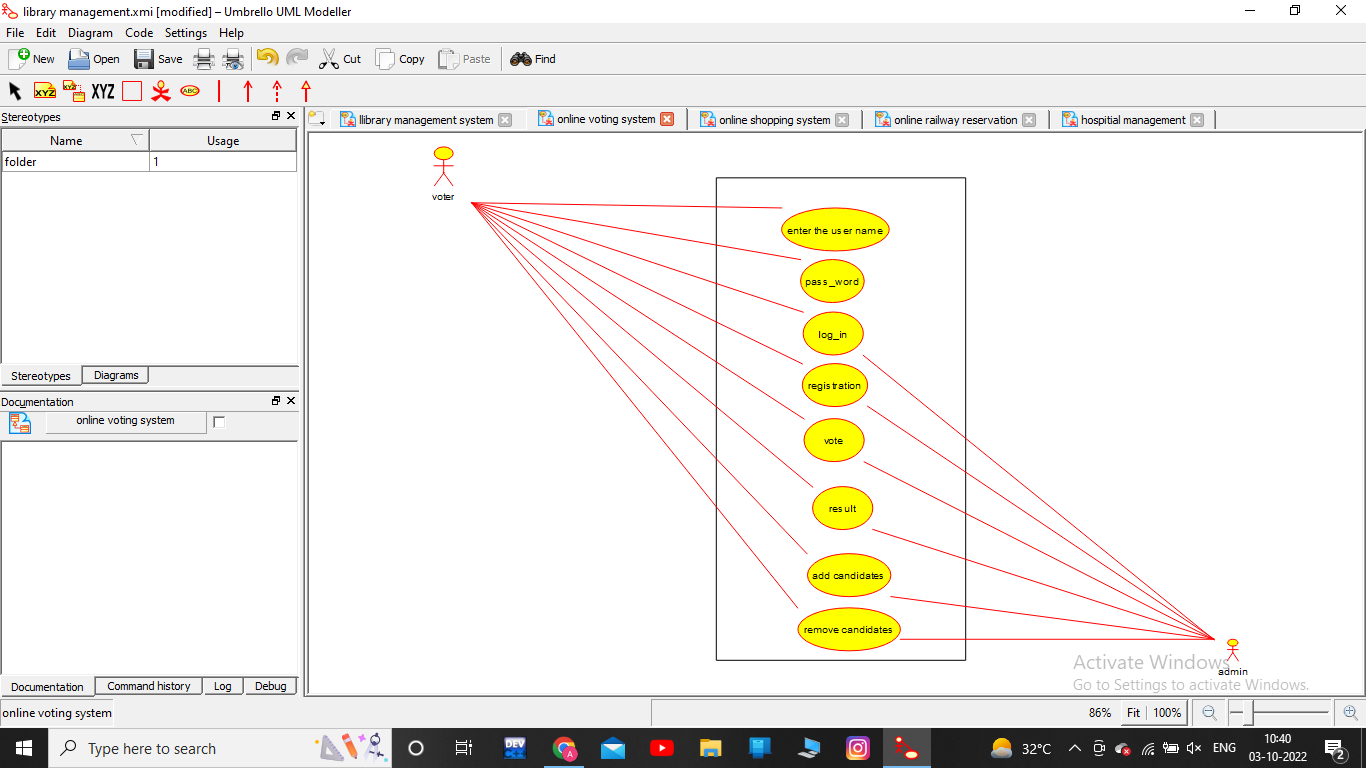 library management.xmi [modified] – Umbrello UML Modeller
File Edit Diagram Code Settings Help
New Open Save Cut Copy Paste Find
XYZ XYZ XYZ ABC
Stereotypes
Name Usage
folder 1
Stereotypes Diagrams
Documentation
online voting system
Documentation Command history Log Debug
llibrary management system online voting system online shopping system online railway reservation hospitial management
voter
enter the user name
pass_word
log_in
registration
vote
result
add candidates
remove candidates
admin
Activate Windows
Go to Settings to activate Windows.
online voting system 86% Fit 100%
Type here to search
DEV
A
32°C ENG 10:40
03-10-2022
2